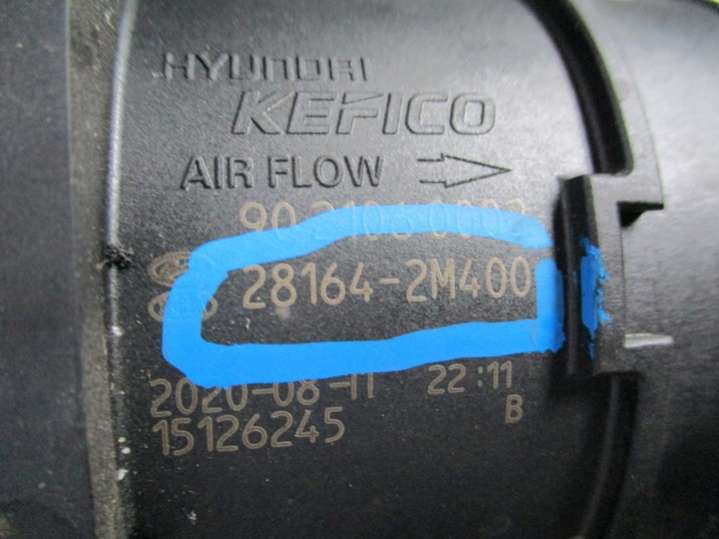 HYUNDAI
KEFICO
AIR FLOW
28164-2M400
2020-08-11 22:11
15126245 B